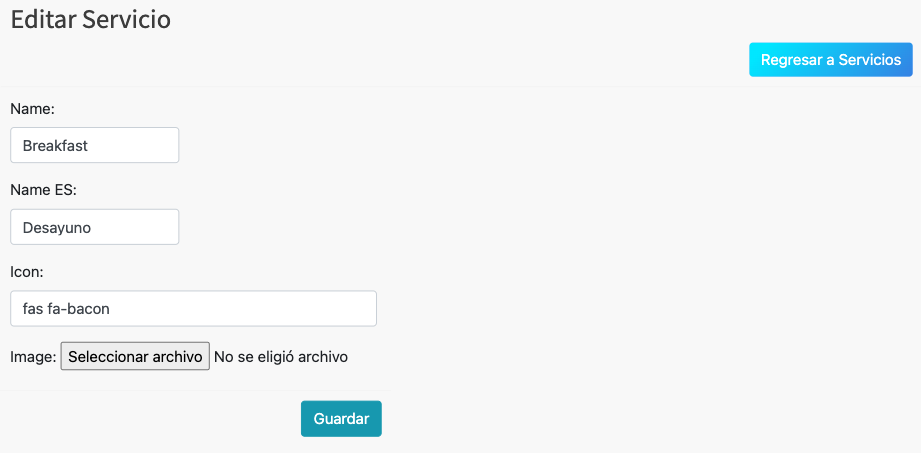 Editar Servicio
Regresar a Servicios
Name:
Breakfast
Name ES:
Desayuno
Icon:
fas fa-bacon
Image: Seleccionar archivo No se eligió archivo
Guardar